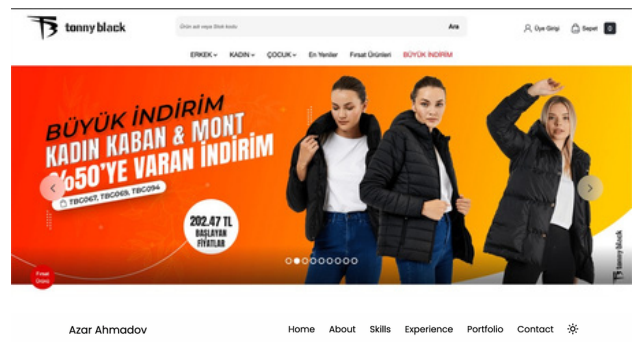 tonny black
Ürün adı veya Stok kodu
Ara
Üye Girişi
Sepet
0
ERKEK
KADIN
ÇOCUK
En Yeniler
Fırsat Ürünleri
BÜYÜK İNDİRİM
BÜYÜK İNDİRİM
KADIN KABAN & MONT
%50'YE VARAN İNDİRİM
TBC067, TBC069, TBC094
202.47 TL
BAŞLAYAN
FİYATLAR
tonny black
Fırsat
Ürünü
Azar Ahmadov
Home
About
Skills
Experience
Portfolio
Contact